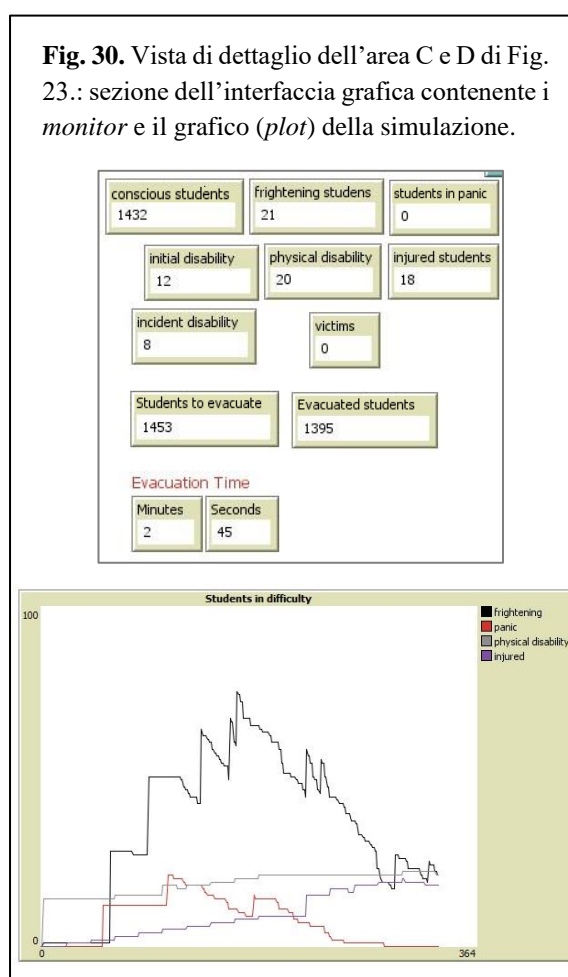 Fig. 30. Vista di dettaglio dell'area C e D di Fig.
23.: sezione dell'interfaccia grafica contenente i
monitor e il grafico (plot) della simulazione.
conscious students frightening studens students in panic
1432 21 0
initial disability physical disability injured students
12 20 18
incident disability victims
8 0
Students to evacuate Evacuated students
1453 1395
Evacuation Time
Minutes Seconds
2 45
Students in difficulty
100
frightening
panic
physical disability
injured
0
0 364